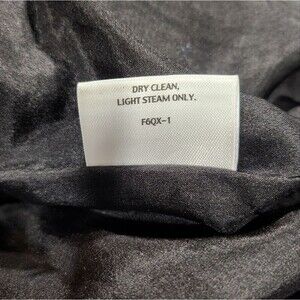 DRY CLEAN,
LIGHT STEAM ONLY.
F6QX-1